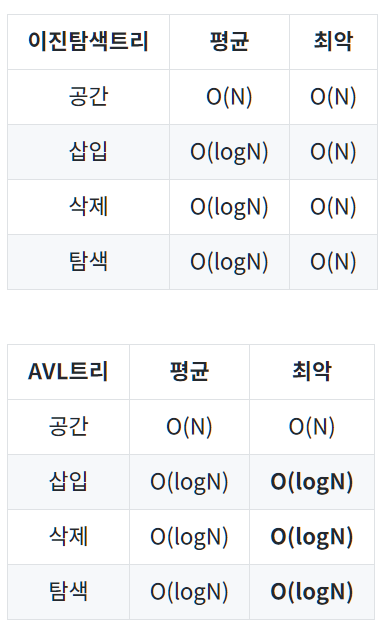 이진탐색트리 평균 최악
공간 O(N) O(N)
삽입 O(logN) O(N)
삭제 O(logN) O(N)
탐색 O(logN) O(N)
AVL트리 평균 최악
공간 O(N) O(N)
삽입 O(logN) O(logN)
삭제 O(logN) O(logN)
탐색 O(logN) O(logN)